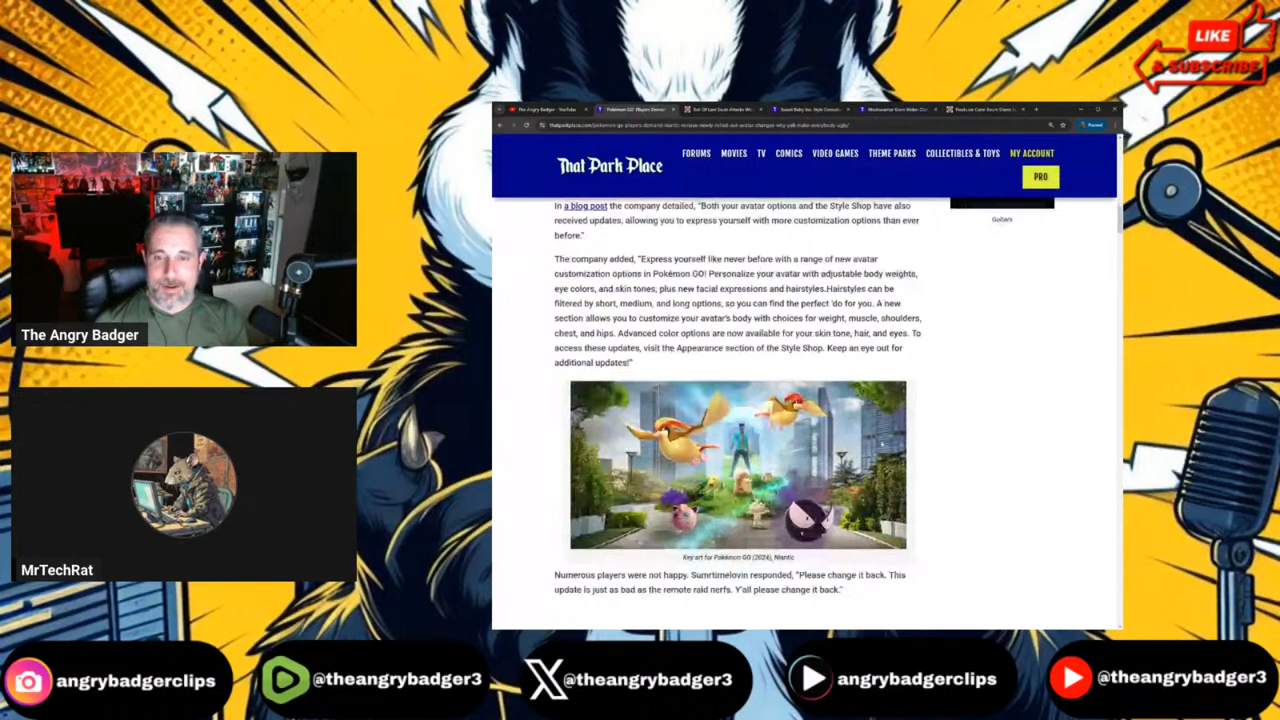 LIKE
& SUBSCRIBE
The Angry Badger - YouTube
That Park Place
FORUMS MOVIES TV COMICS VIDEO GAMES THEME PARKS COLLECTIBLES & TOYS MY ACCOUNT
PRO
In a blog post the company detailed, "Both your avatar options and the Style Shop have also
received updates, allowing you to express yourself with more customization options than ever
before."
Guitars
The company added, "Express yourself like never before with a range of new avatar
customization options in Pokémon GO! Personalize your avatar with adjustable body weights,
eye colors, and skin tones, plus new facial expressions and hairstyles.Hairstyles can be
filtered by short, medium, and long options, so you can find the perfect 'do for you. A new
section allows you to customize your avatar's body with choices for weight, muscle, shoulders,
chest, and hips. Advanced color options are now available for your skin tone, hair, and eyes. To
access these updates, visit the Appearance section of the Style Shop. Keep an eye out for
additional updates!"
Key art for Pokémon GO (2024), Niantic
Numerous players were not happy. Sumrtimelovin responded, "Please change it back. This
update is just as bad as the remote raid nerfs. Y'all please change it back."
The Angry Badger
MrTechRat
angrybadgerclips
@theangrybadger3
@theangrybadger3
angrybadgerclips
@theangrybadger3